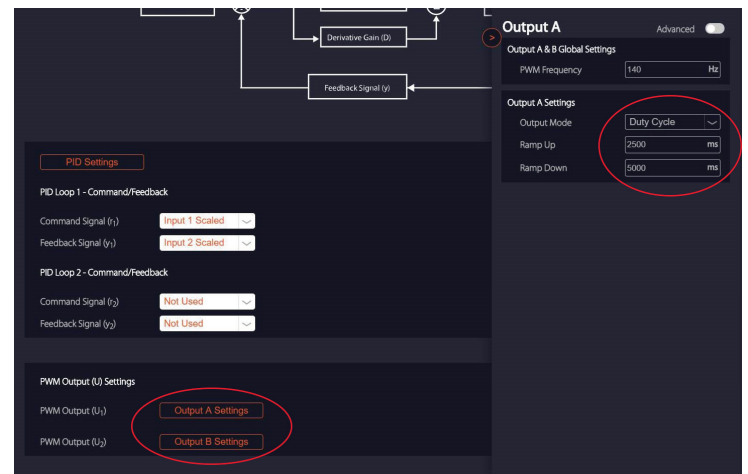 Derivative Gain (D)
Feedback Signal (y)
PID Settings
PID Loop 1 - Command/Feedback
Command Signal (r₁)
Input 1 Scaled
Feedback Signal (y₁)
Input 2 Scaled
PID Loop 2 - Command/Feedback
Command Signal (r₂)
Not Used
Feedback Signal (y₂)
Not Used
PWM Output (U) Settings
PWM Output (U₁)
Output A Settings
PWM Output (U₂)
Output B Settings
>
Output A
Advanced
Output A & B Global Settings
PWM Frequency
140 Hz
Output A Settings
Output Mode
Duty Cycle
Ramp Up
2500 ms
Ramp Down
5000 ms